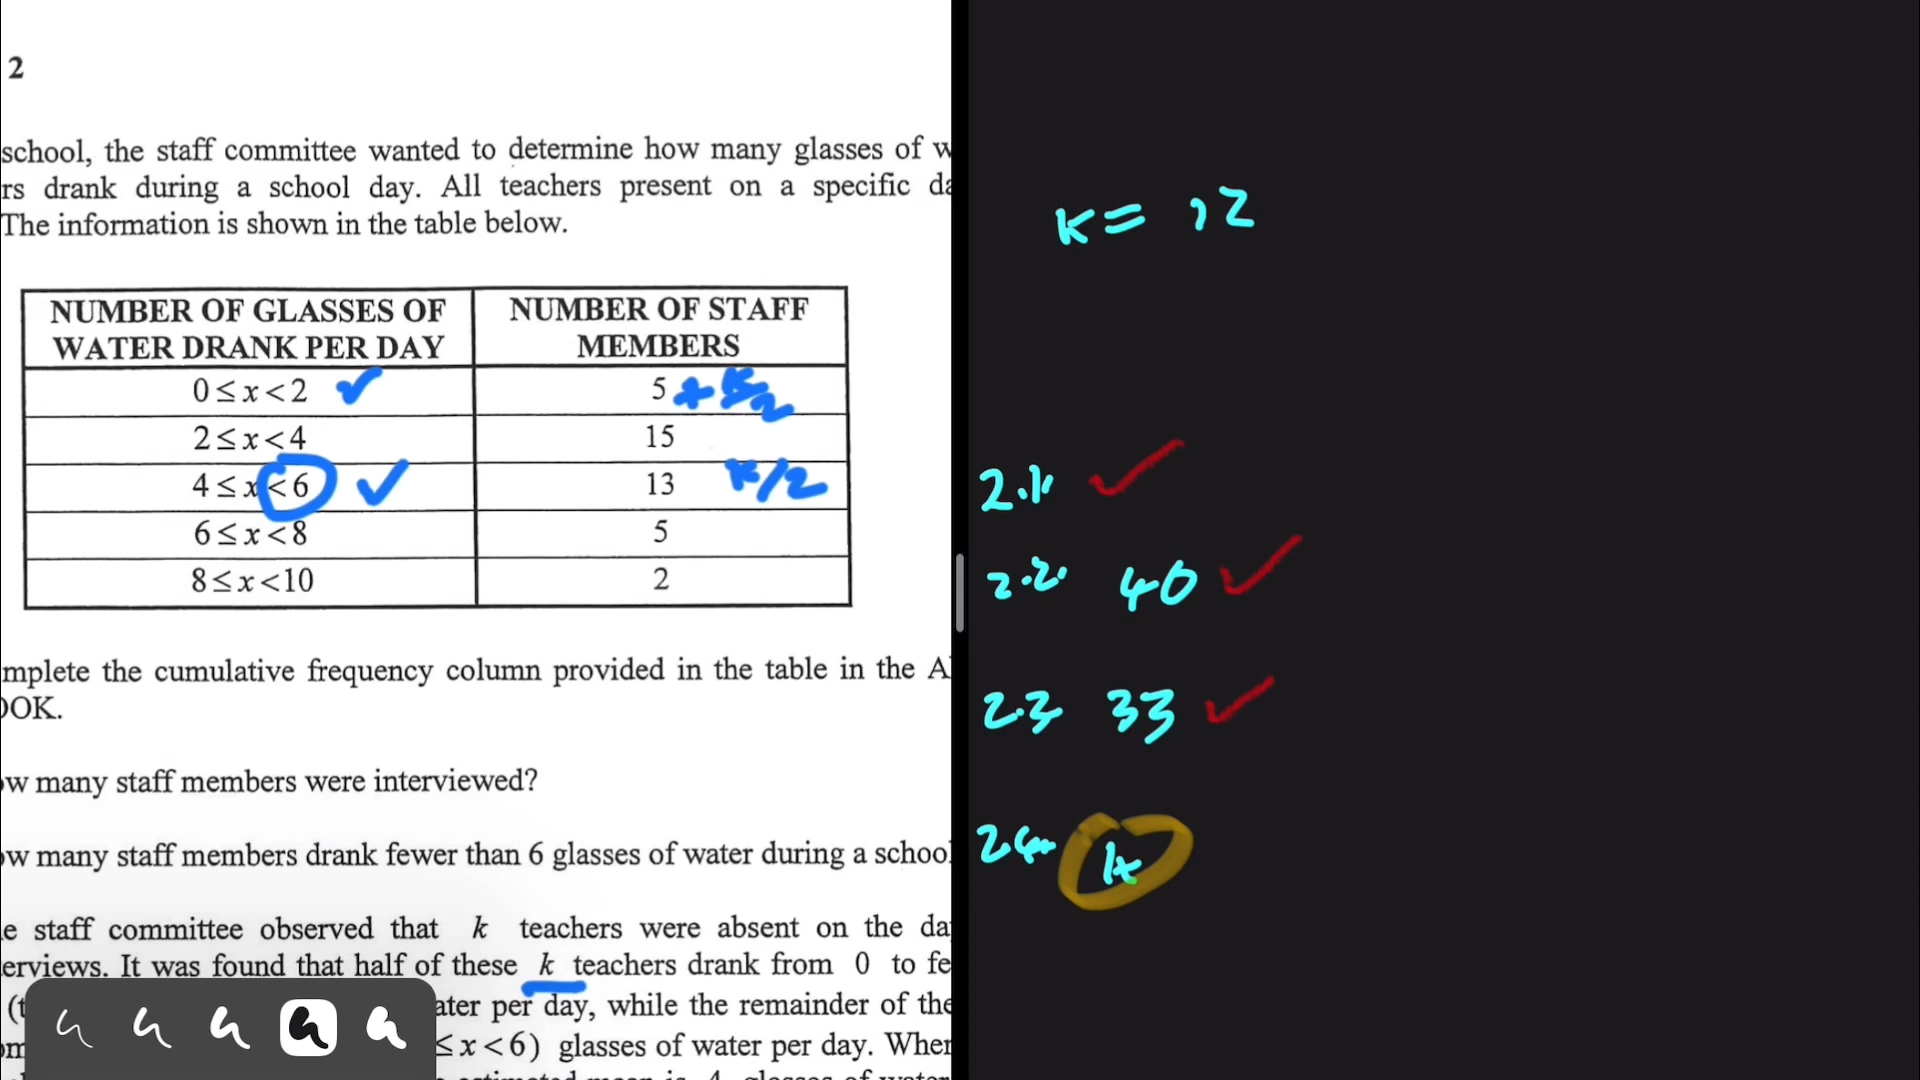 2
school, the staff committee wanted to determine how many glasses of
rs drank during a school day. All teachers present on a specific
The information is shown in the table below.
NUMBER OF GLASSES OF WATER DRANK PER DAY NUMBER OF STAFF MEMBERS
0 ≤ x < 2 5 + k/2
2 ≤ x < 4 15
4 ≤ x < 6 13 k/2
6 ≤ x < 8 5
8 ≤ x < 10 2
mplete the cumulative frequency column provided in the table in the
OOK.
ow many staff members were interviewed?
ow many staff members drank fewer than 6 glasses of water during a schoo
e staff committee observed that k teachers were absent on the da
erviews. It was found that half of these k teachers drank from 0 to fe
ater per day, while the remainder of the
≤ x < 6) glasses of water per day. When
k = 12
2.1
2.2 40
2.3 33
2.4